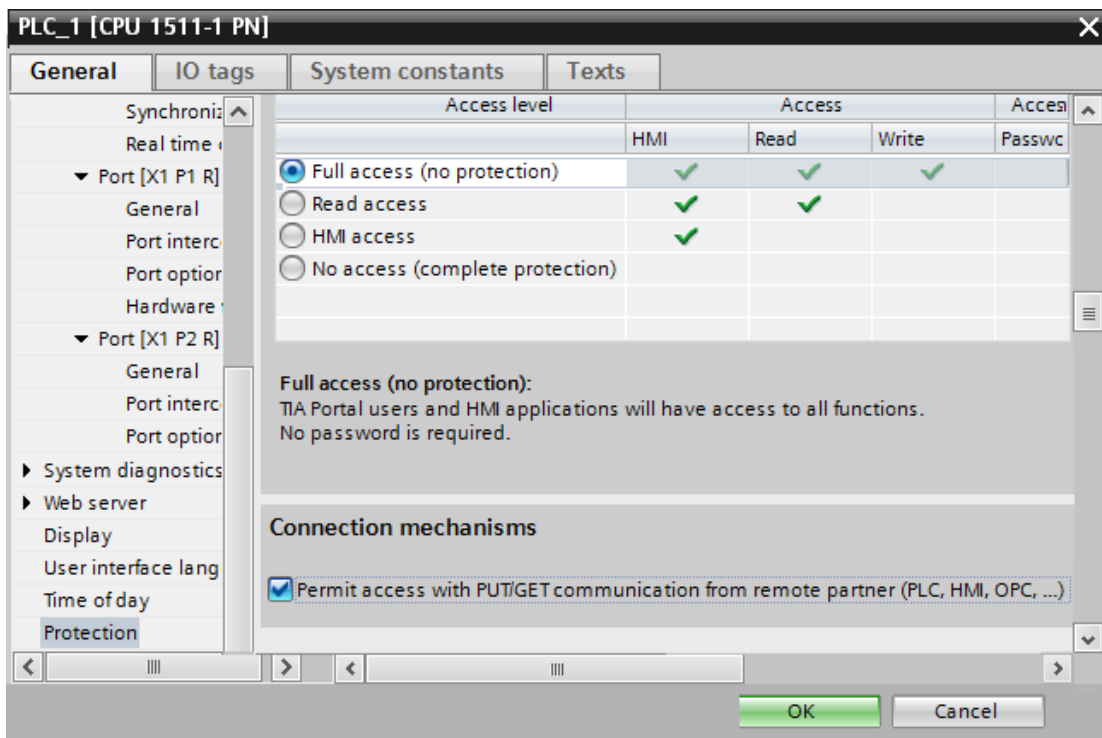 PLC_1 [CPU 1511-1 PN]
General IO tags System constants Texts
Synchroniz
Real time
Port [X1 P1 R]
General
Port interc
Port option
Hardware
Port [X1 P2 R]
General
Port interc
Port option
System diagnostics
Web server
Display
User interface lang
Time of day
Protection
Access level Access Acces
HMI Read Write Passwo
Full access (no protection)
Read access
HMI access
No access (complete protection)
Full access (no protection):
TIA Portal users and HMI applications will have access to all functions.
No password is required.
Connection mechanisms
Permit access with PUT/GET communication from remote partner (PLC, HMI, OPC, ...)
OK Cancel